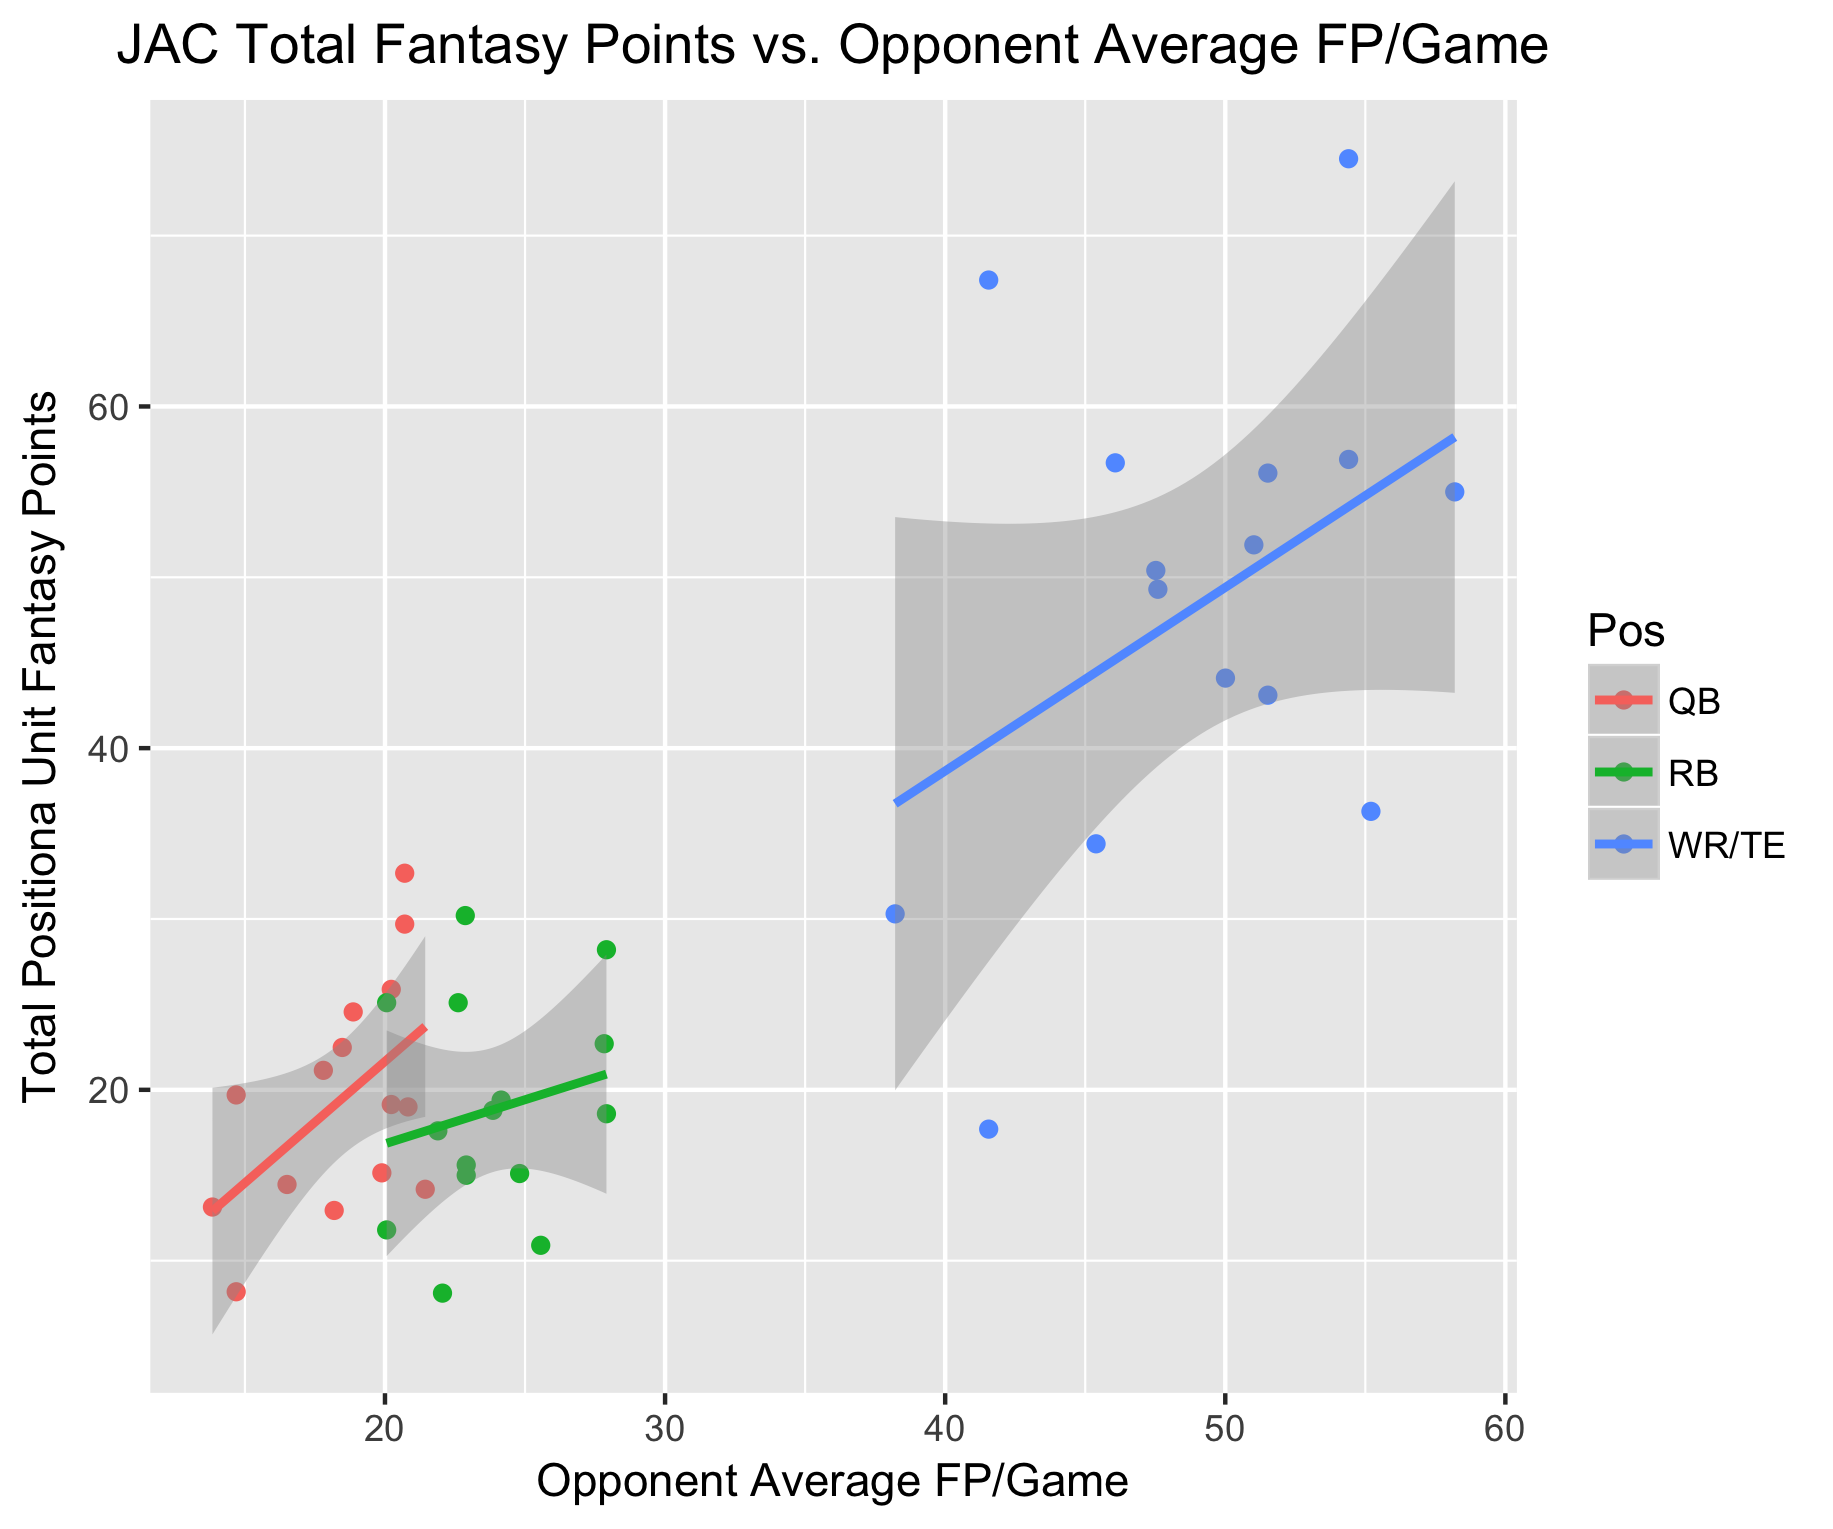 JAC Total Fantasy Points vs. Opponent Average FP/Game
Total Positiona Unit Fantasy Points
60
40
20
20 30 40 50 60
Opponent Average FP/Game
Pos
QB
RB
WR/TE